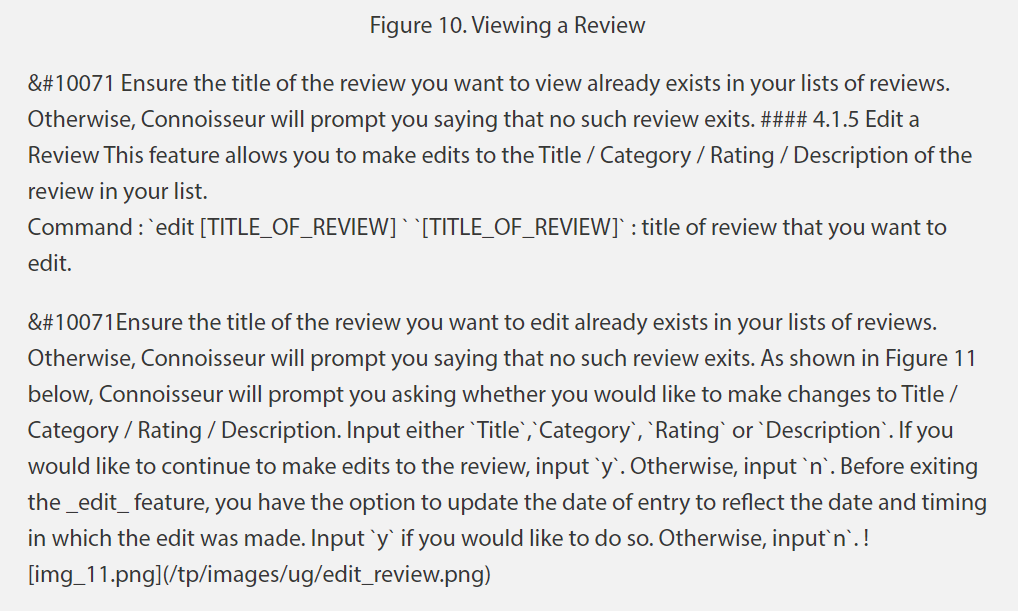 Figure 10. Viewing a Review
&#10071 Ensure the title of the review you want to view already exists in your lists of reviews.
Otherwise, Connoisseur will prompt you saying that no such review exits. #### 4.1.5 Edit a
Review This feature allows you to make edits to the Title / Category / Rating / Description of the
review in your list.
Command : `edit [TITLE_OF_REVIEW] ` `[TITLE_OF_REVIEW]` : title of review that you want to
edit.
&#10071Ensure the title of the review you want to edit already exists in your lists of reviews.
Otherwise, Connoisseur will prompt you saying that no such review exits. As shown in Figure 11
below, Connoisseur will prompt you asking whether you would like to make changes to Title /
Category / Rating / Description. Input either `Title`,`Category`, `Rating` or `Description`. If you
would like to continue to make edits to the review, input `y`. Otherwise, input `n`. Before exiting
the _edit_ feature, you have the option to update the date of entry to reflect the date and timing
in which the edit was made. Input `y` if you would like to do so. Otherwise, input`n`. !
[img_11.png](/tp/images/ug/edit_review.png)